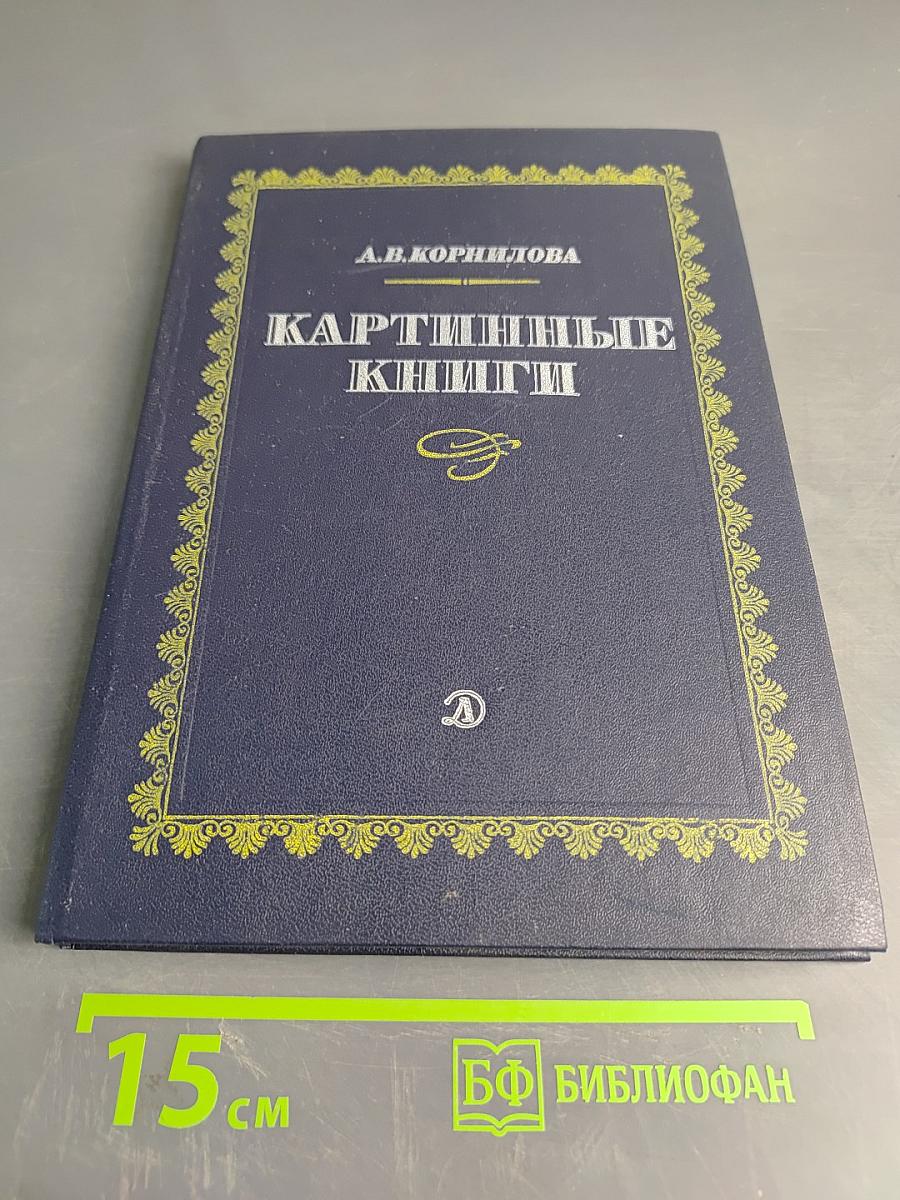 А.В.КОРНИЛОВА
КАРТИННЫЕ
КНИГИ
Д
15 см
БФ БИБЛИОФАН